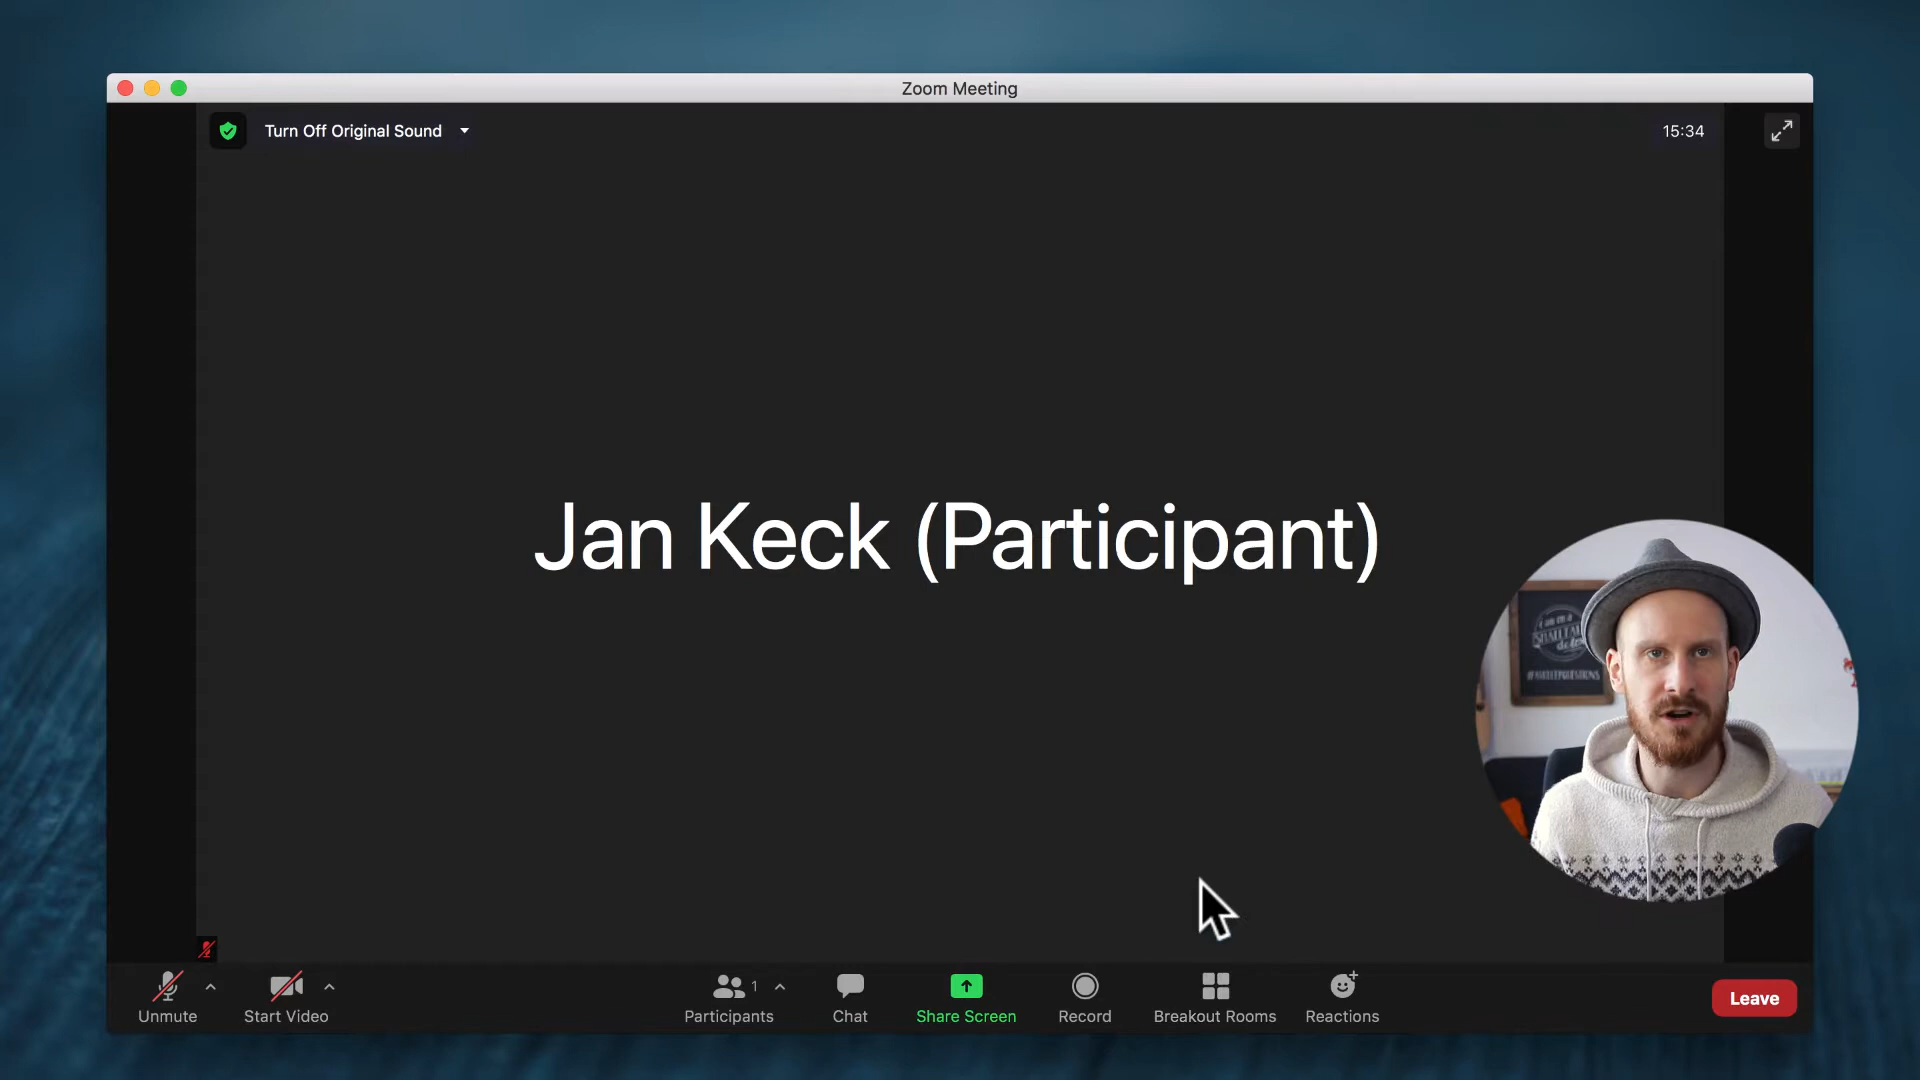 Zoom Meeting
Turn Off Original Sound
15:34
Jan Keck (Participant)
#ASKDEEPQUESTIONS
Unmute
Start Video
1
Participants
Chat
Share Screen
Record
Breakout Rooms
Reactions
Leave